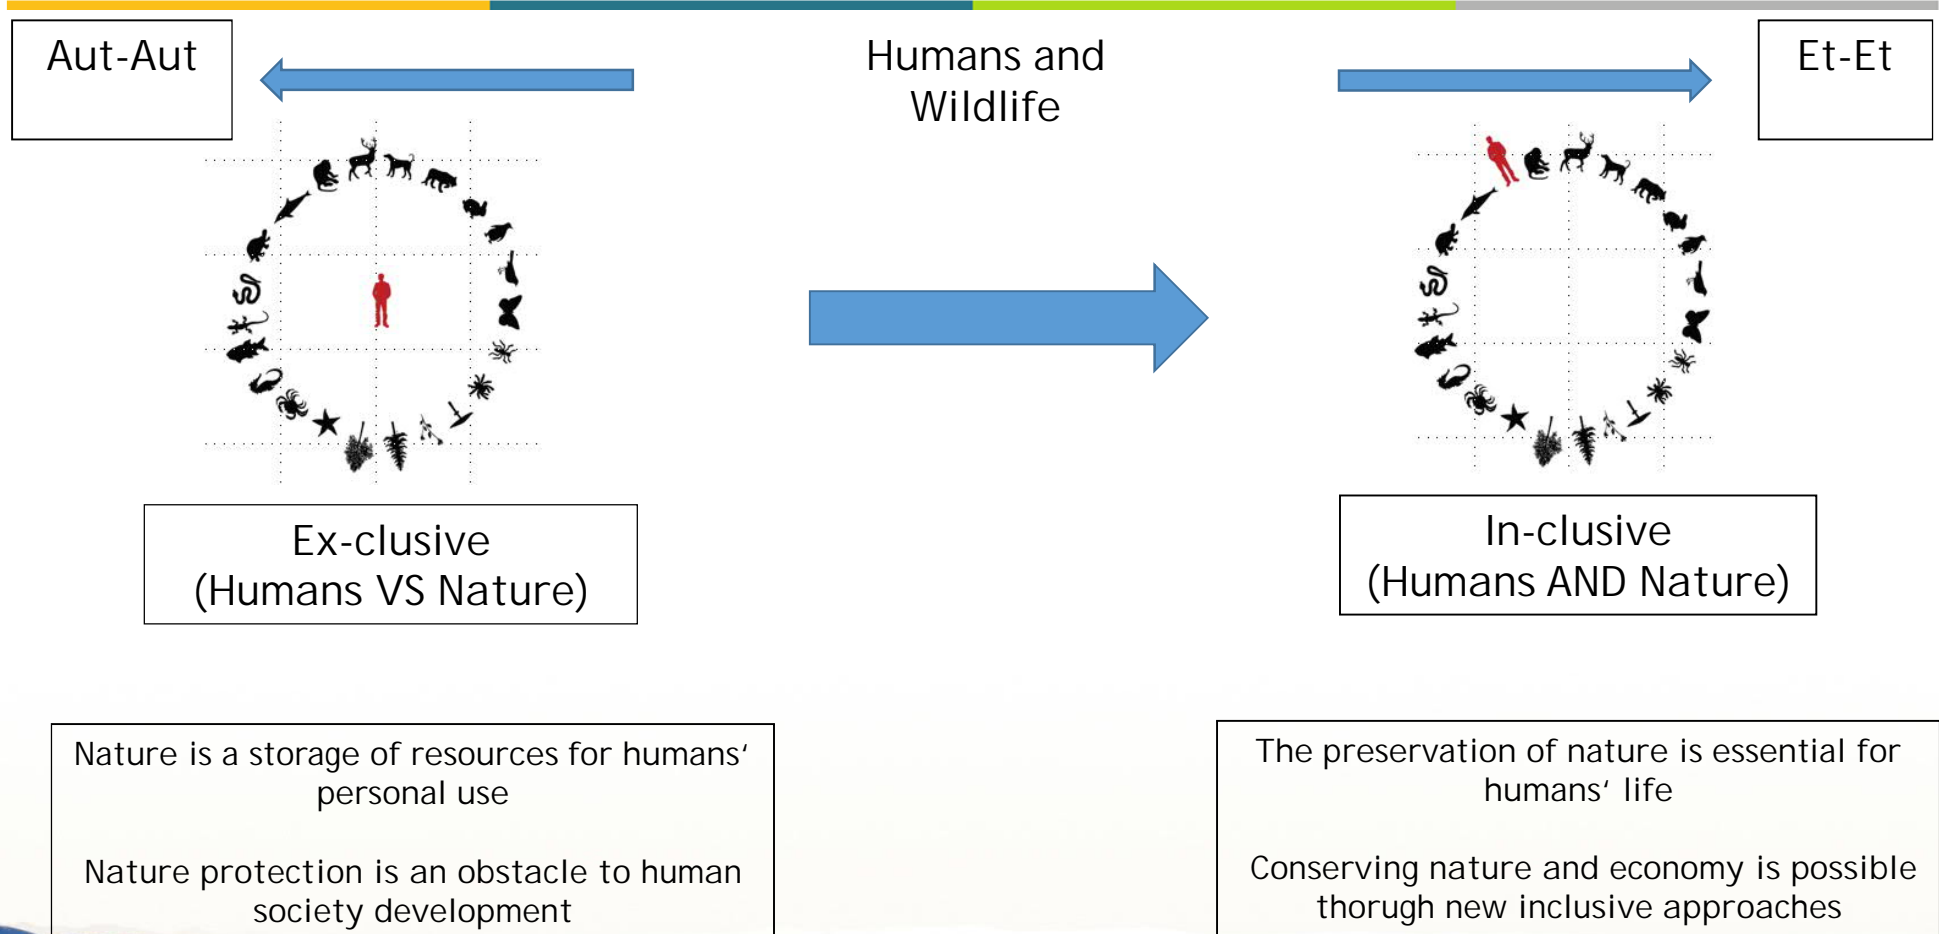 Aut-Aut
Humans and
Wildlife
Et-Et
Ex-clusive
(Humans VS Nature)
In-clusive
(Humans AND Nature)
Nature is a storage of resources for humans’
personal use
Nature protection is an obstacle to human
society development
The preservation of nature is essential for
humans’ life
Conserving nature and economy is possible
thorugh new inclusive approaches